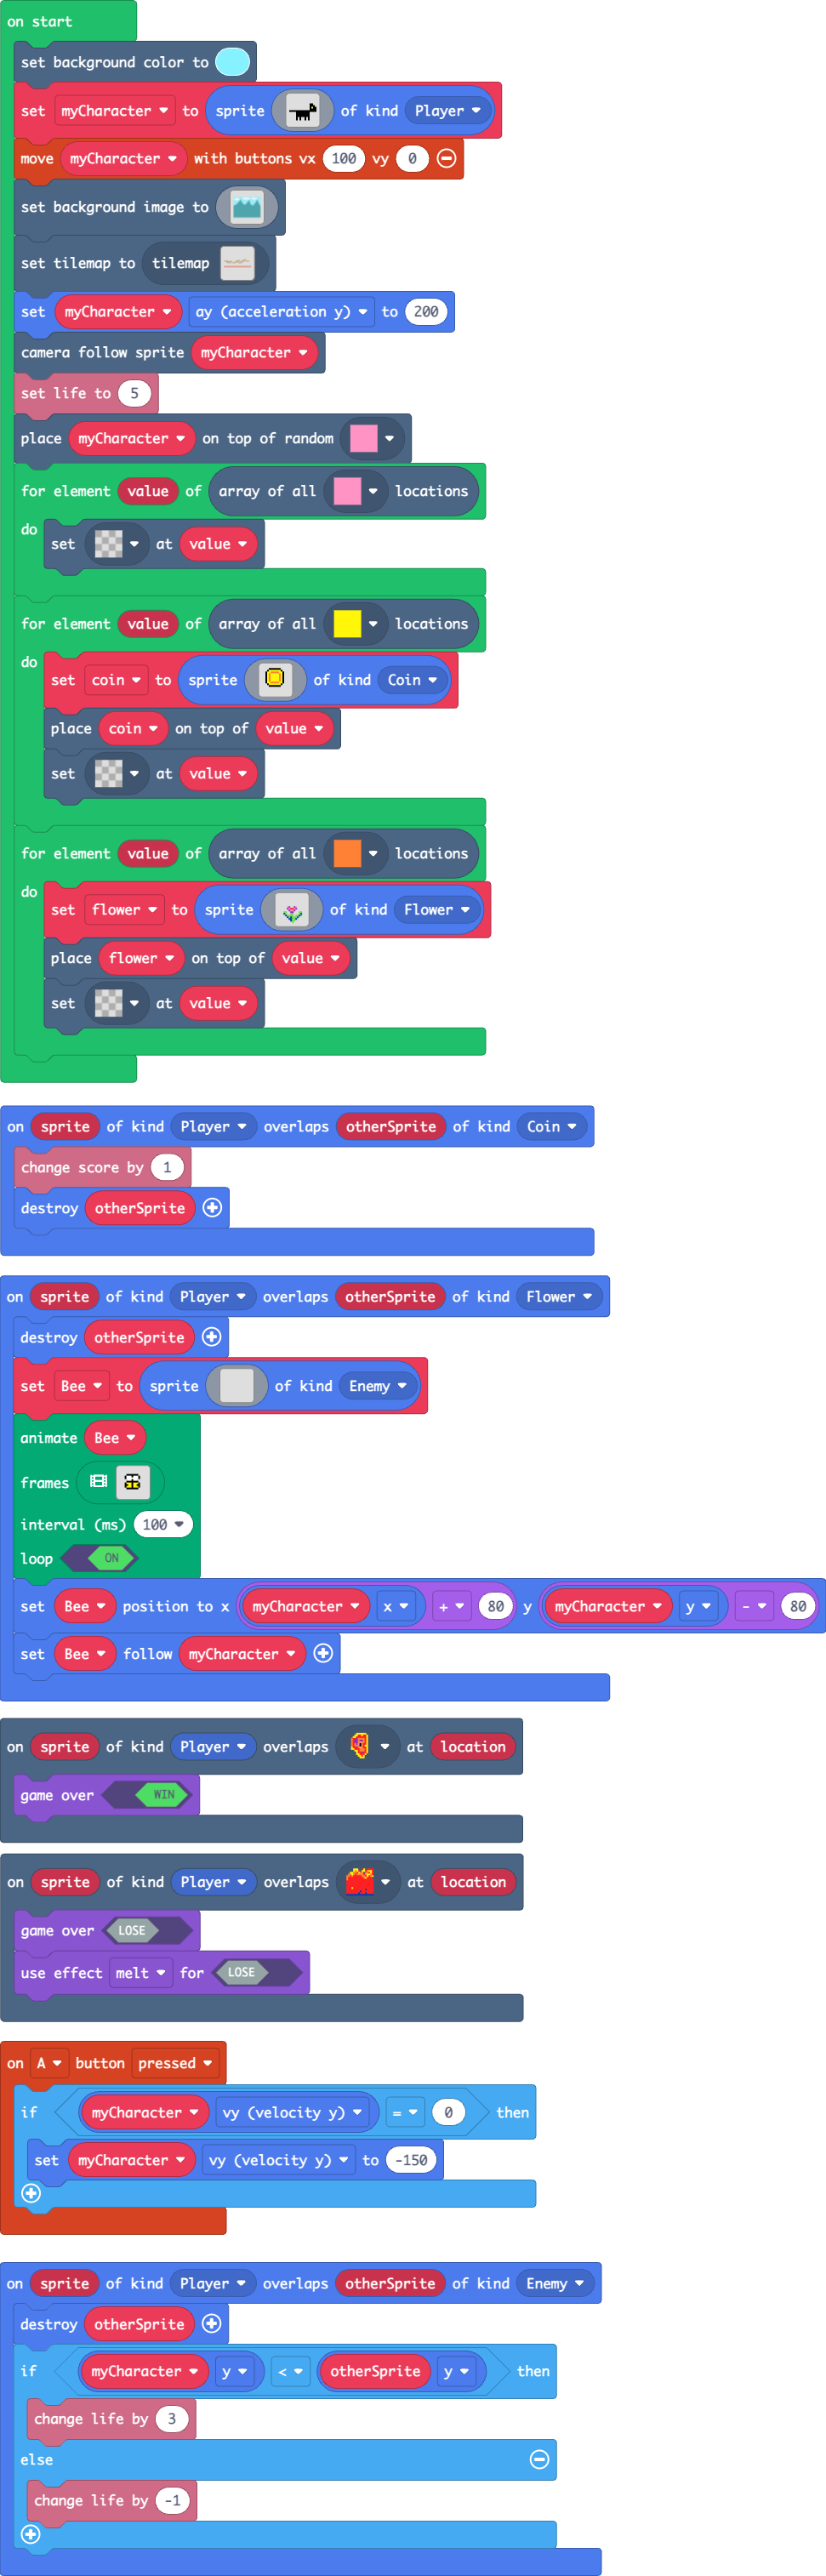 on start
set background color to
set myCharacter to sprite of kind Player
move myCharacter with buttons vx 100 vy 0
set background image to
set tilemap to tilemap
set myCharacter ay (acceleration y) to 200
camera follow sprite myCharacter
set life to 5
place myCharacter on top of random
for element value of array of all locations
do
set at value
for element value of array of all locations
do
set coin to sprite of kind Coin
place coin on top of value
set at value
for element value of array of all locations
do
set flower to sprite of kind Flower
place flower on top of value
set at value
on sprite of kind Player overlaps otherSprite of kind Coin
change score by 1
destroy otherSprite
on sprite of kind Player overlaps otherSprite of kind Flower
destroy otherSprite
set Bee to sprite of kind Enemy
animate Bee
frames
interval (ms) 100
loop ON
set Bee position to x myCharacter x + 80 y myCharacter y - 80
set Bee follow myCharacter
on sprite of kind Player overlaps at location
game over WIN
on sprite of kind Player overlaps at location
game over LOSE
use effect melt for LOSE
on A button pressed
if myCharacter vy (velocity y) = 0 then
set myCharacter vy (velocity y) to -150
on sprite of kind Player overlaps otherSprite of kind Enemy
destroy otherSprite
if myCharacter y < otherSprite y then
change life by 3
else
change life by -1